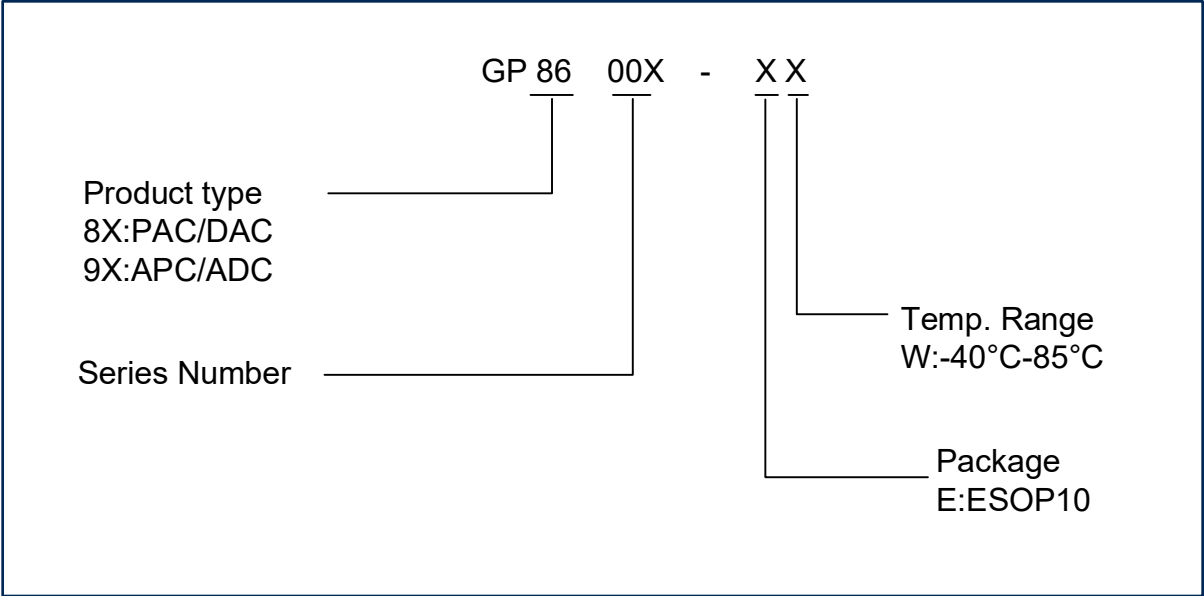 GP 86 00X - X X
Product type
8X:PAC/DAC
9X:APC/ADC
Series Number
Temp. Range
W:-40°C-85°C
Package
E:ESOP10